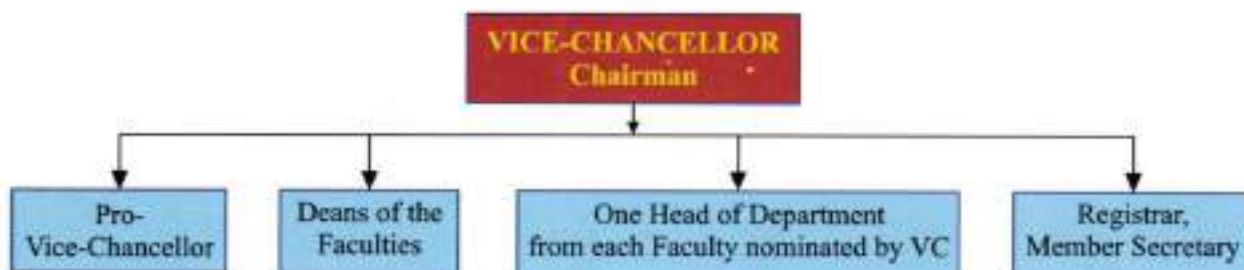 VICE-CHANCELLOR
Chairman
Pro-
Vice-Chancellor
Deans of the
Faculties
One Head of Department
from each Faculty nominated by VC
Registrar,
Member Secretary